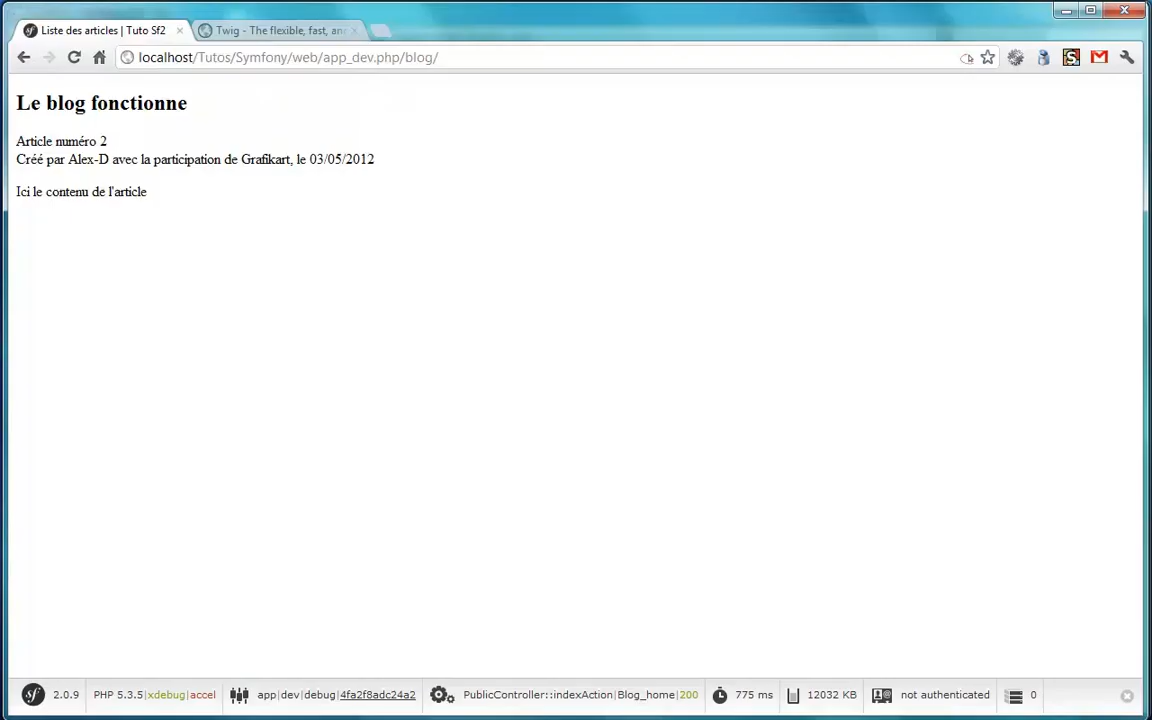 Liste des articles | Tuto Sf2
Twig - The flexible, fast, an
localhost/Tutos/Symfony/web/app_dev.php/blog/
Le blog fonctionne
Article numéro 2
Créé par Alex-D avec la participation de Grafikart, le 03/05/2012
Ici le contenu de l'article
sf 2.0.9 PHP 5.3.5|xdebug|accel app|dev|debug|4fa2f8adc24a2 PublicController::indexAction|Blog_home|200 775 ms 12032 KB not authenticated 0